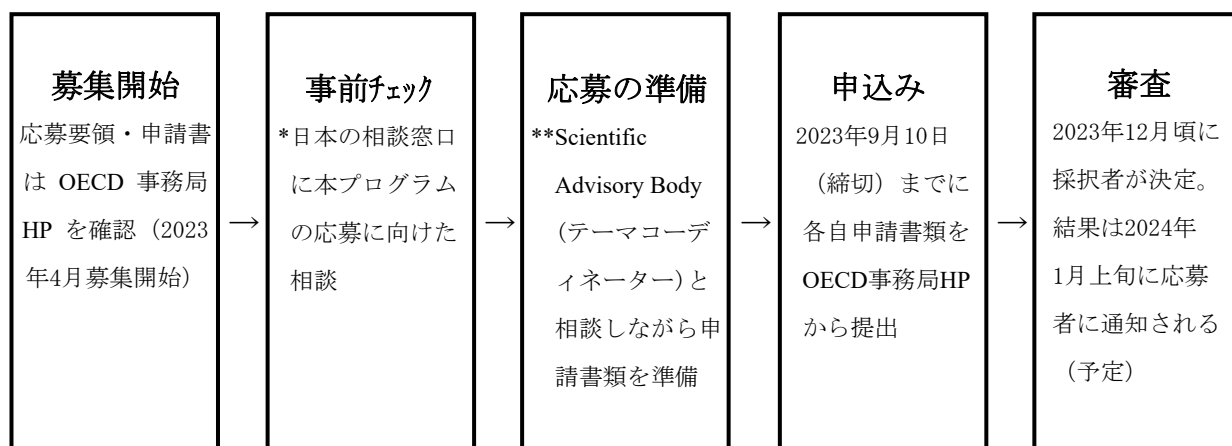 募集開始
応募要領・申請書
は OECD 事務局
HP を確認（2023
年4月募集開始）
→
事前チェック
*日本の相談窓口
に本プログラム
の応募に向けた
相談
→
応募の準備
**Scientific
Advisory Body
(テーマコーデ
ィネーター)と
相談しながら申
請書類を準備
→
申込み
2023年9月10日
（締切）までに
各自申請書類を
OECD事務局HP
から提出
→
審査
2023年12月頃に
採択者が決定。
結果は2024年
1月上旬に応募
者に通知される
（予定）